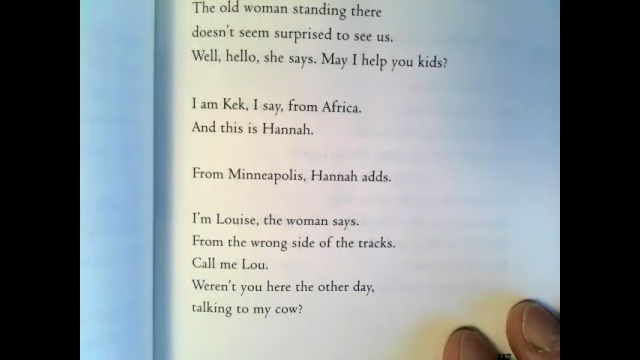 The old woman standing there
doesn't seem surprised to see us.
Well, hello, she says. May I help you kids?
I am Kek, I say, from Africa.
And this is Hannah.
From Minneapolis, Hannah adds.
I'm Louise, the woman says.
From the wrong side of the tracks.
Call me Lou.
Weren't you here the other day,
talking to my cow?